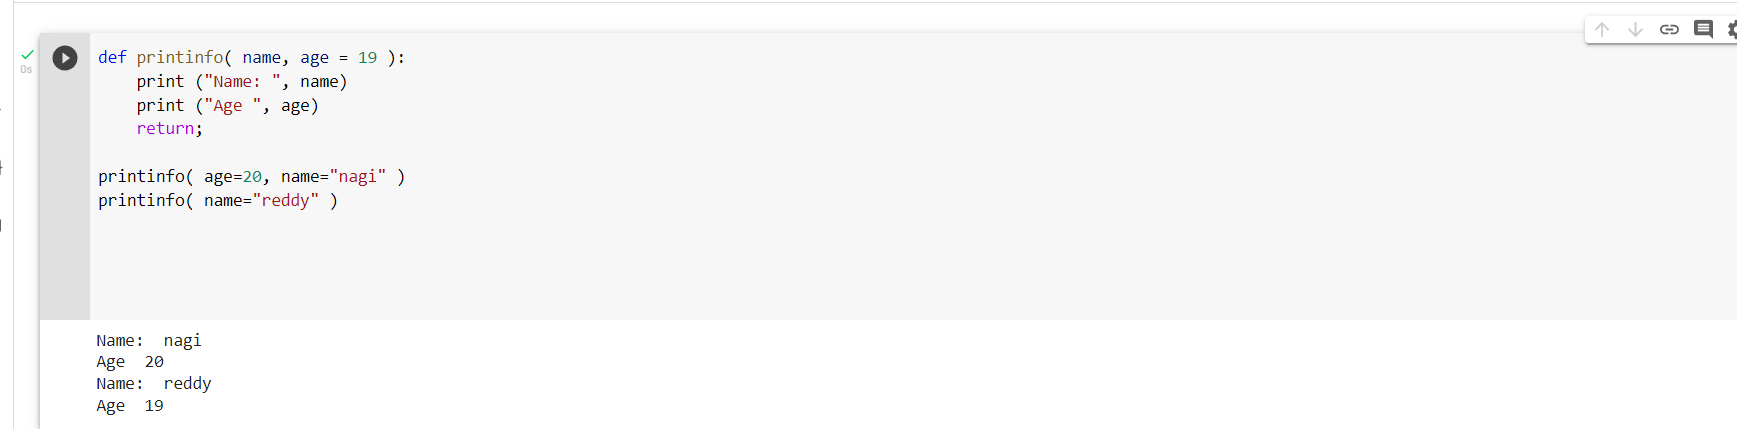 0s
def printinfo( name, age = 19 ):
    print ("Name: ", name)
    print ("Age ", age)
    return;
printinfo( age=20, name="nagi" )
printinfo( name="reddy" )
Name:  nagi
Age  20
Name:  reddy
Age  19